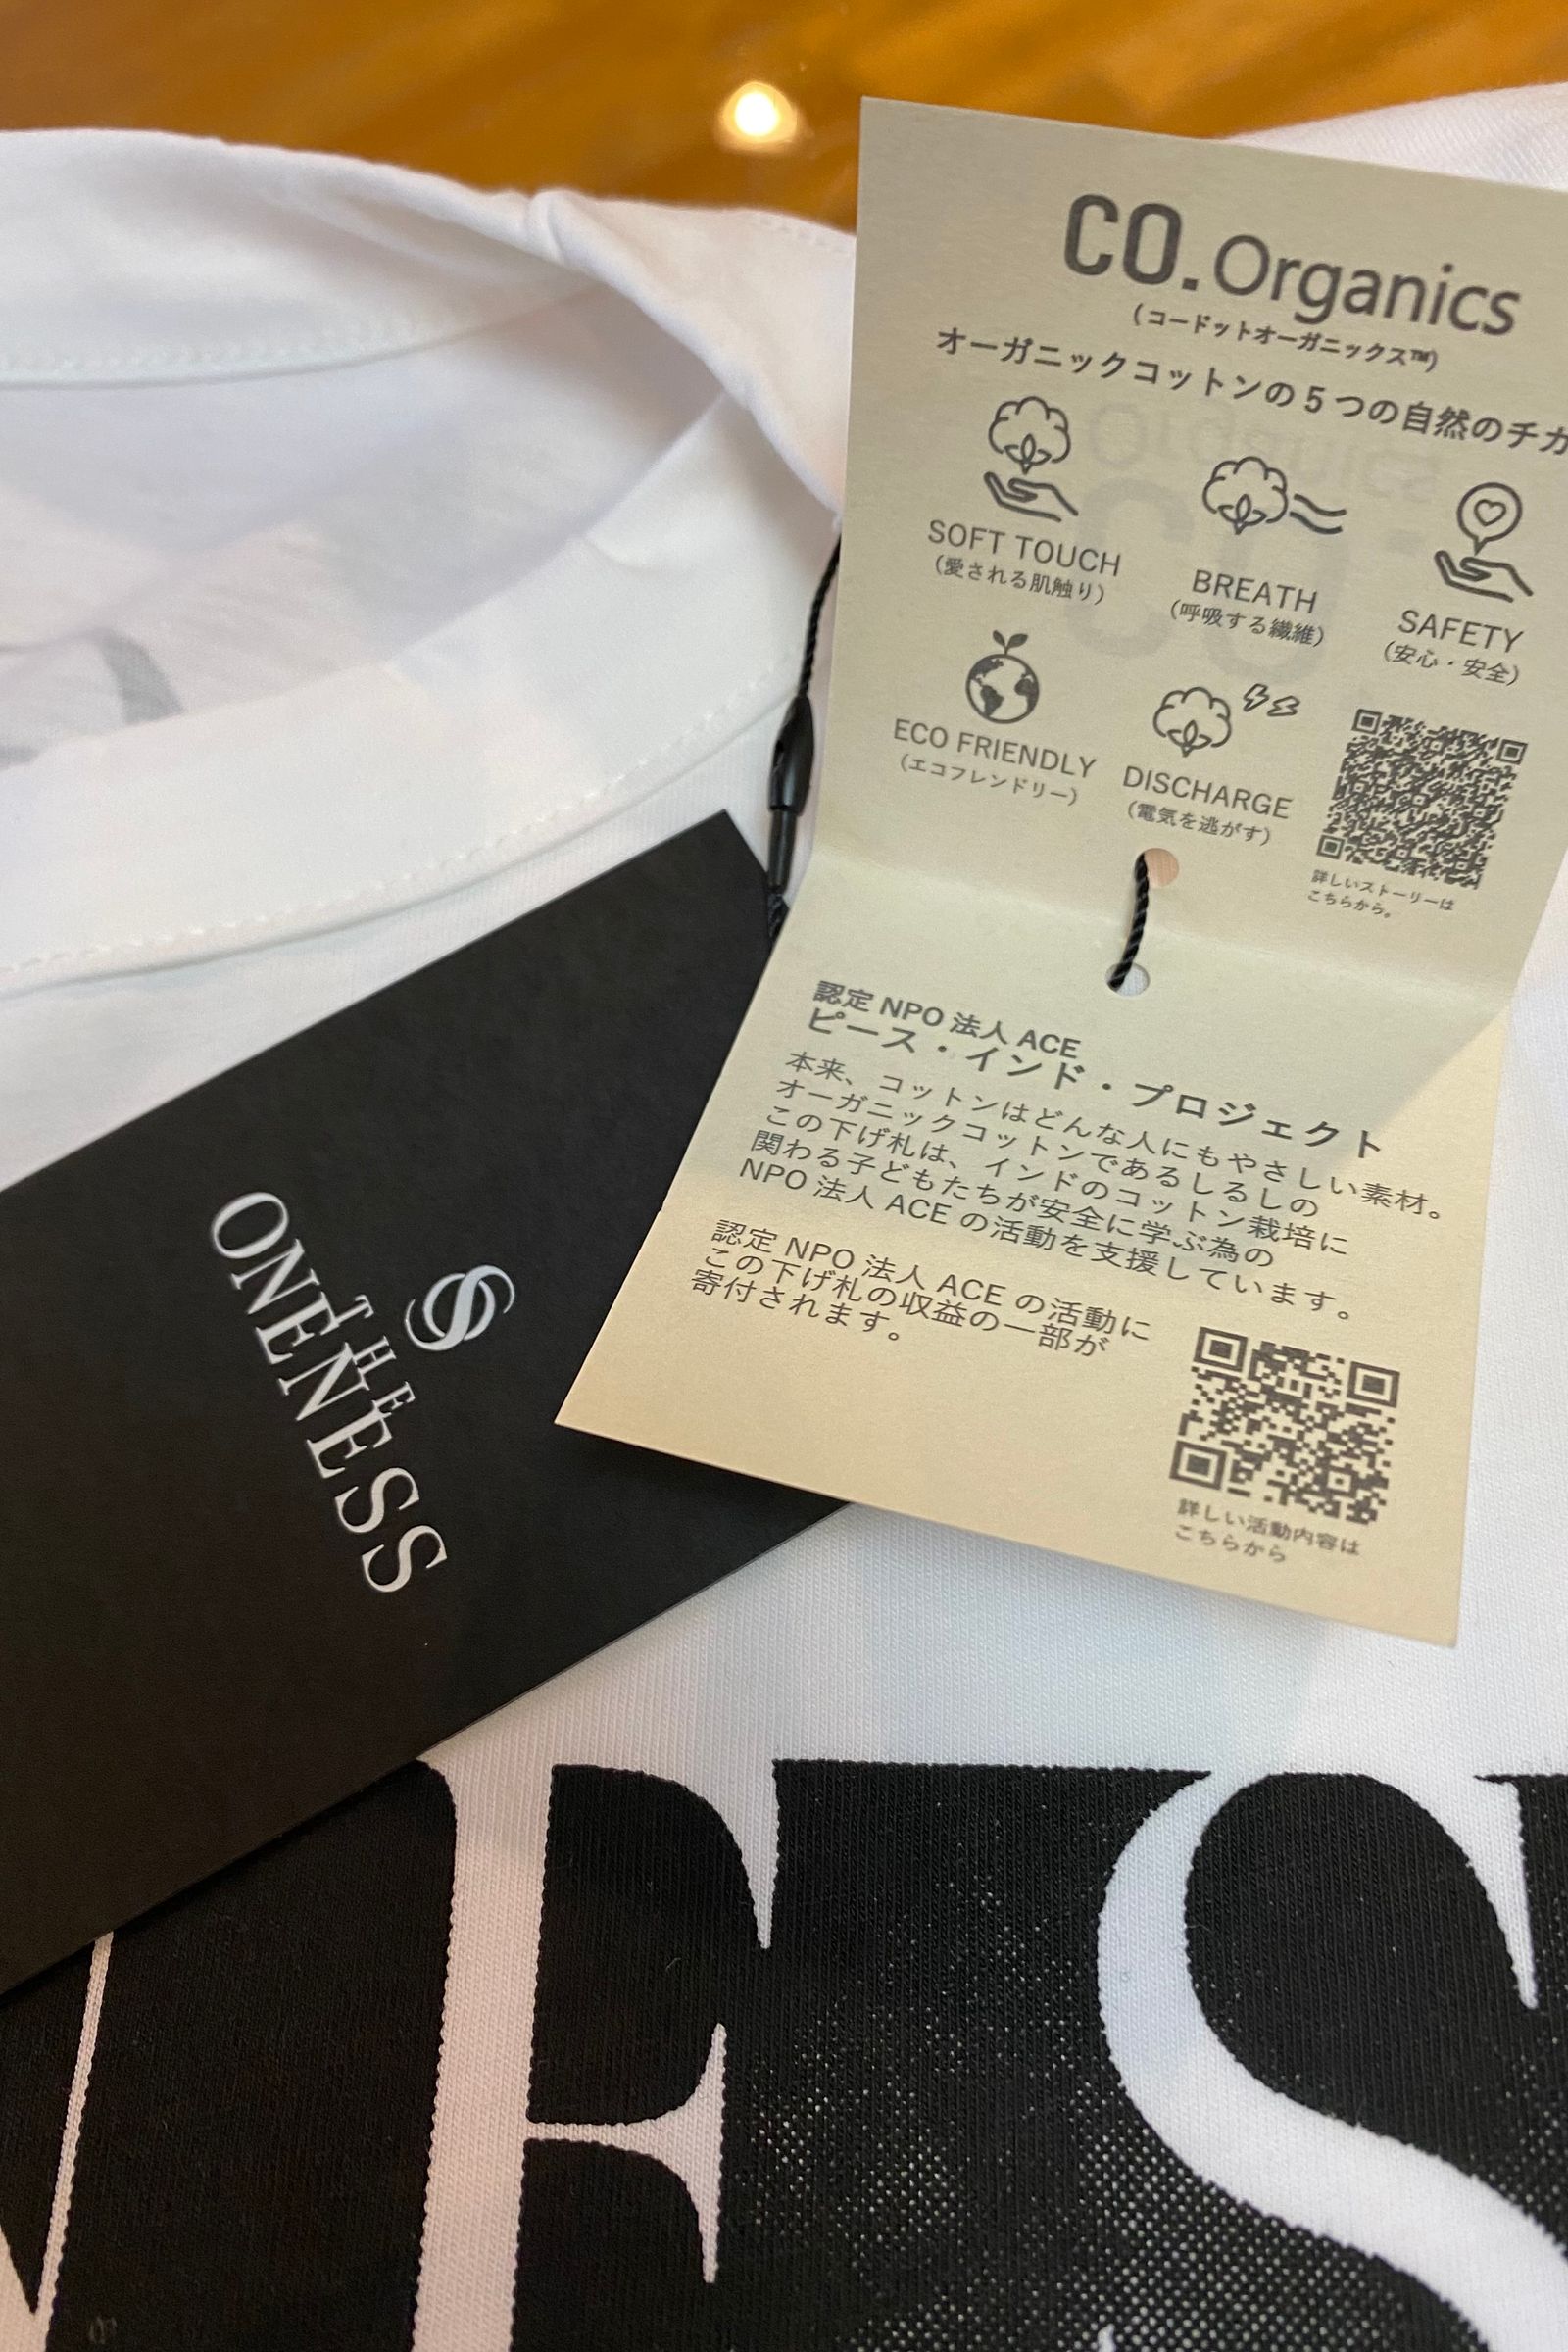 CO.Organics
(コードットオーガニックス™)
オーガニックコットンの5つの自然のチカ
SOFT TOUCH
(愛される肌触り)
BREATH
(呼吸する繊維)
SAFETY
(安心・安全)
ECO FRIENDLY
(エコフレンドリー)
DISCHARGE
(電気を逃がす)
詳しいストーリーは
こちらから。
認定 NPO 法人 ACE
ピース・インド・プロジェクト
本来、コットンはどんな人にもやさしい素材。
オーガニックコットンであるしるしの
この下げ札は、インドのコットン栽培に
関わる子どもたちが安全に学ぶ為の
NPO 法人 ACE の活動を支援しています。
認定 NPO 法人 ACE の活動に
この下げ札の収益の一部が
寄付されます。
詳しい活動内容は
こちらから
THE
ONENESS
ES